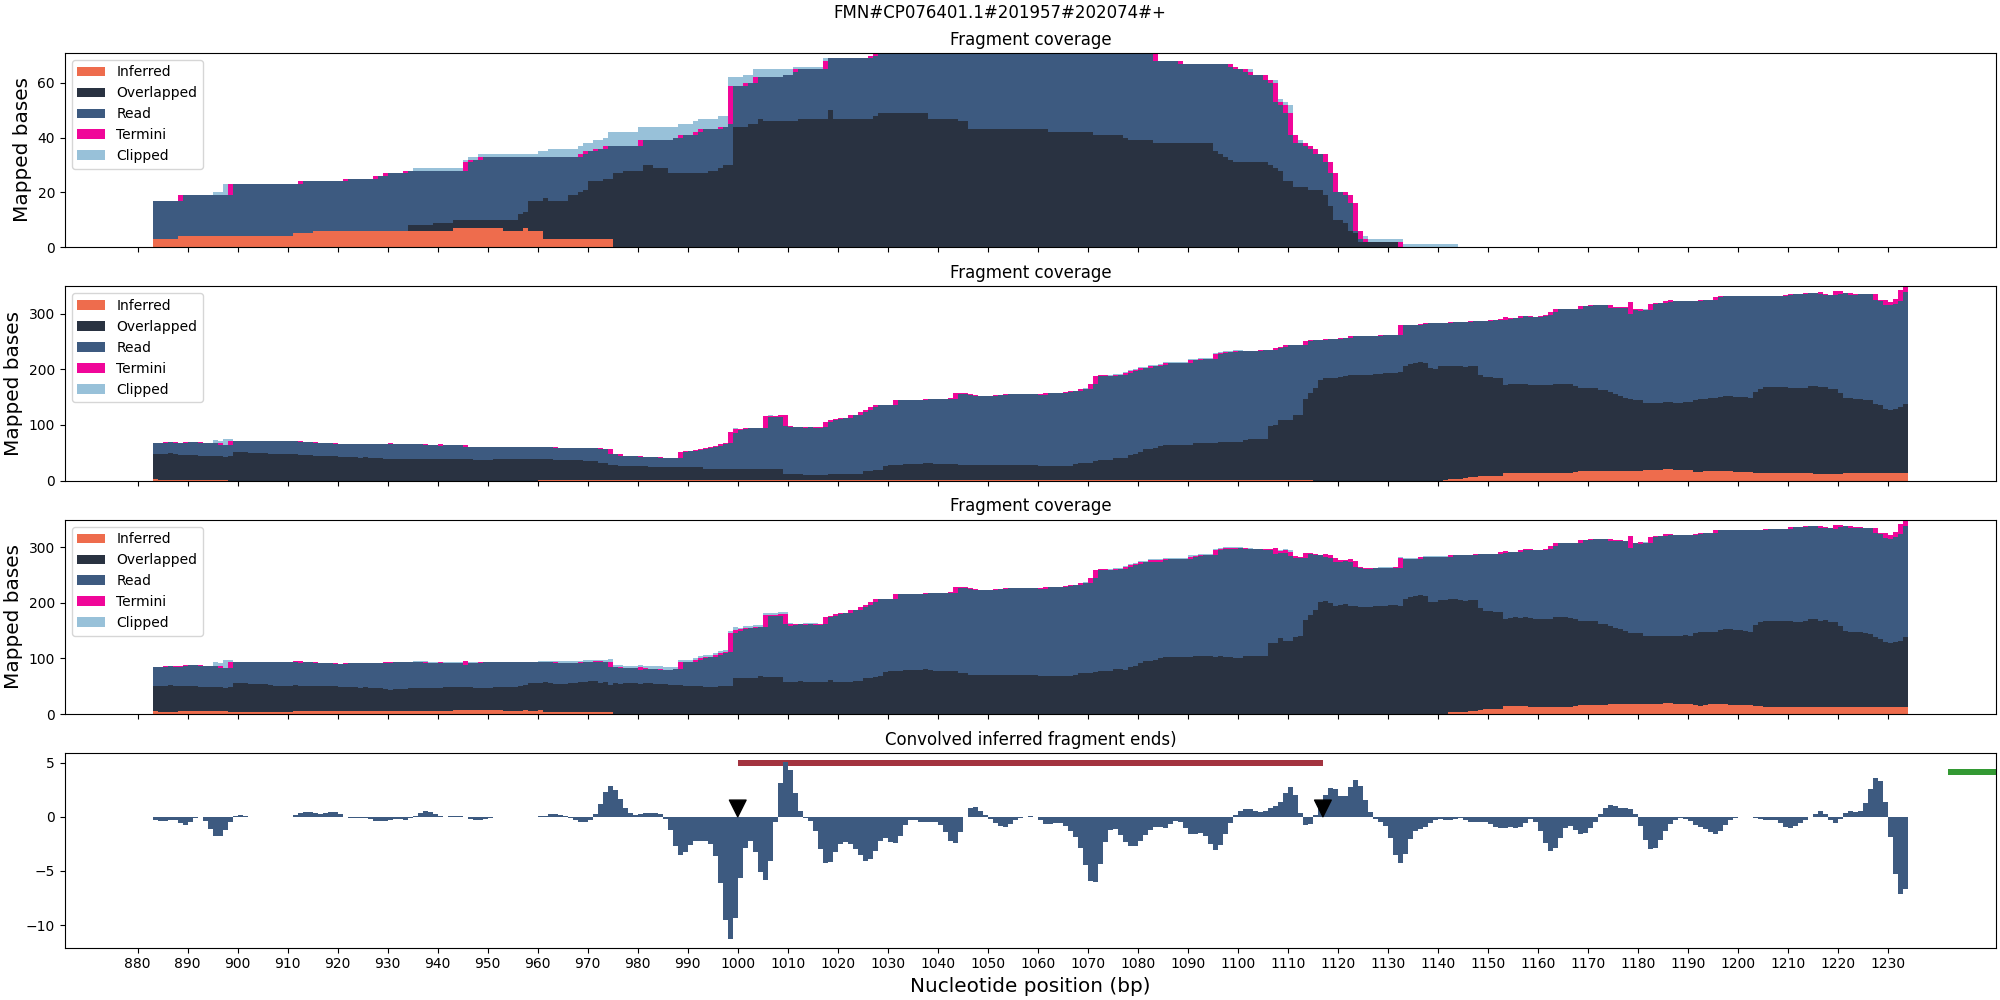 FMN#CP076401.1#201957#202074#+
Fragment coverage
Mapped bases
60
40
20
0
Inferred
Overlapped
Read
Termini
Clipped
Fragment coverage
Mapped bases
300
200
100
0
Inferred
Overlapped
Read
Termini
Clipped
Fragment coverage
Mapped bases
300
200
100
0
Inferred
Overlapped
Read
Termini
Clipped
Convolved inferred fragment ends)
5
0
−5
−10
880 890 900 910 920 930 940 950 960 970 980 990 1000 1010 1020 1030 1040 1050 1060 1070 1080 1090 1100 1110 1120 1130 1140 1150 1160 1170 1180 1190 1200 1210 1220 1230
Nucleotide position (bp)